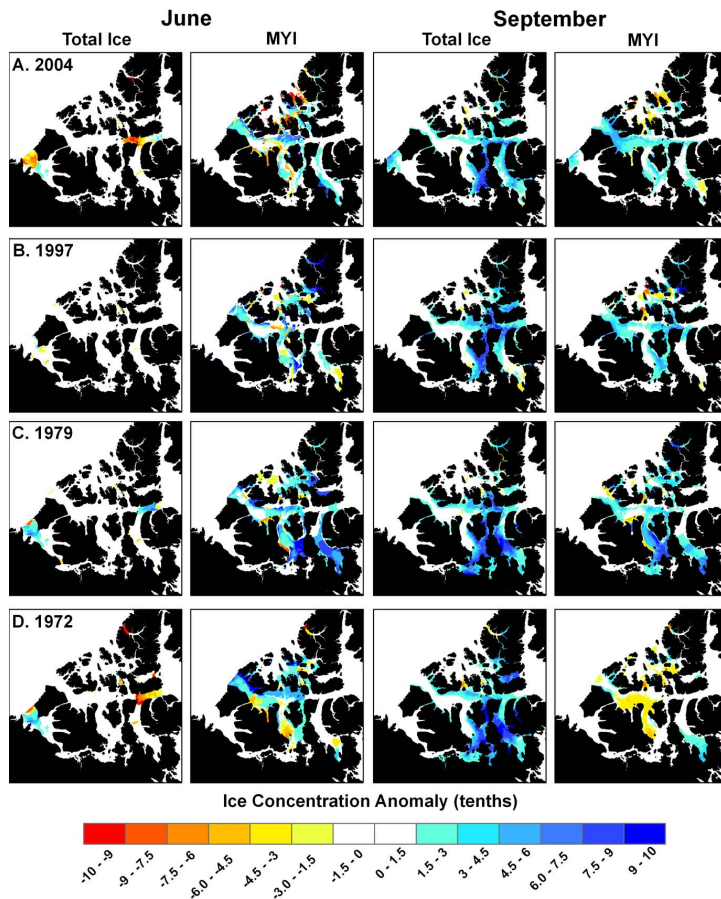 June September
Total Ice MYI Total Ice MYI
A. 2004
B. 1997
C. 1979
D. 1972
Ice Concentration Anomaly (tenths)
-10 - -9 -9 - -7.5 -7.5 - -6 -6.0 - -4.5 -4.5 - -3 -3.0 - -1.5 -1.5 - 0 0 - 1.5 1.5 - 3 3 - 4.5 4.5 - 6 6.0 - 7.5 7.5 - 9 9 - 10